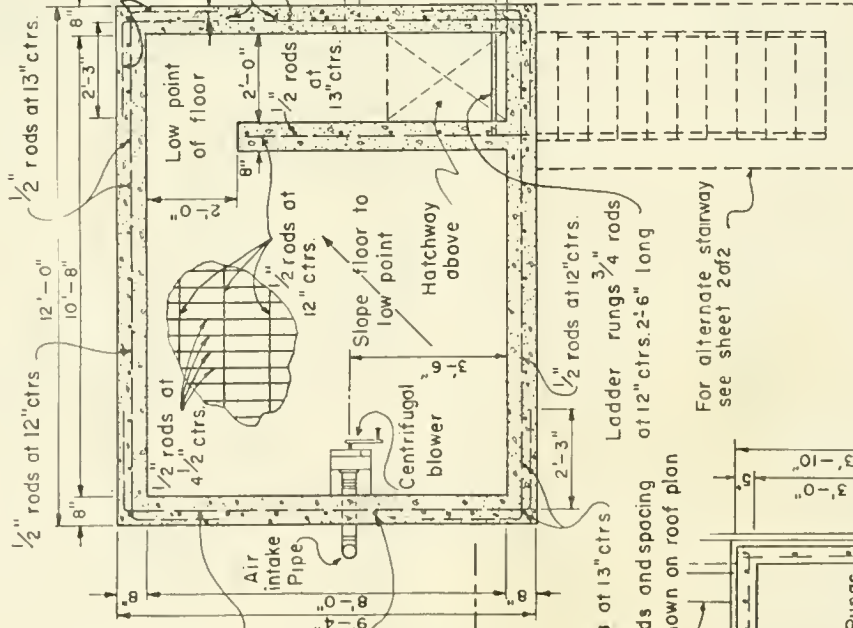 1/2" rods at 12"ctrs
1/2" rods at 13"ctrs.
12'-0"
10'-8"
8"
8"
2'-3"
Low point
of floor
2'-0"
1/2" rods
at
13"ctrs.
2'-0"
8"
1/2" rods at
4 1/2" ctrs.
1/2" rods at
12" ctrs.
Slope floor to
low point
Hatchway
above
3'-6"
Centrifugal
blower
Air
intake
Pipe
8"
8'-0"
8"
9'-4"
2'-3"
1/2" rods at 12"ctrs.
Ladder rungs 3/4" rods
at 12"ctrs. 2'-6" long
For alternate stairway
see sheet 2of2
at 13"ctrs
and spacing
on roof plan
5"
3'-0"
3'-10"